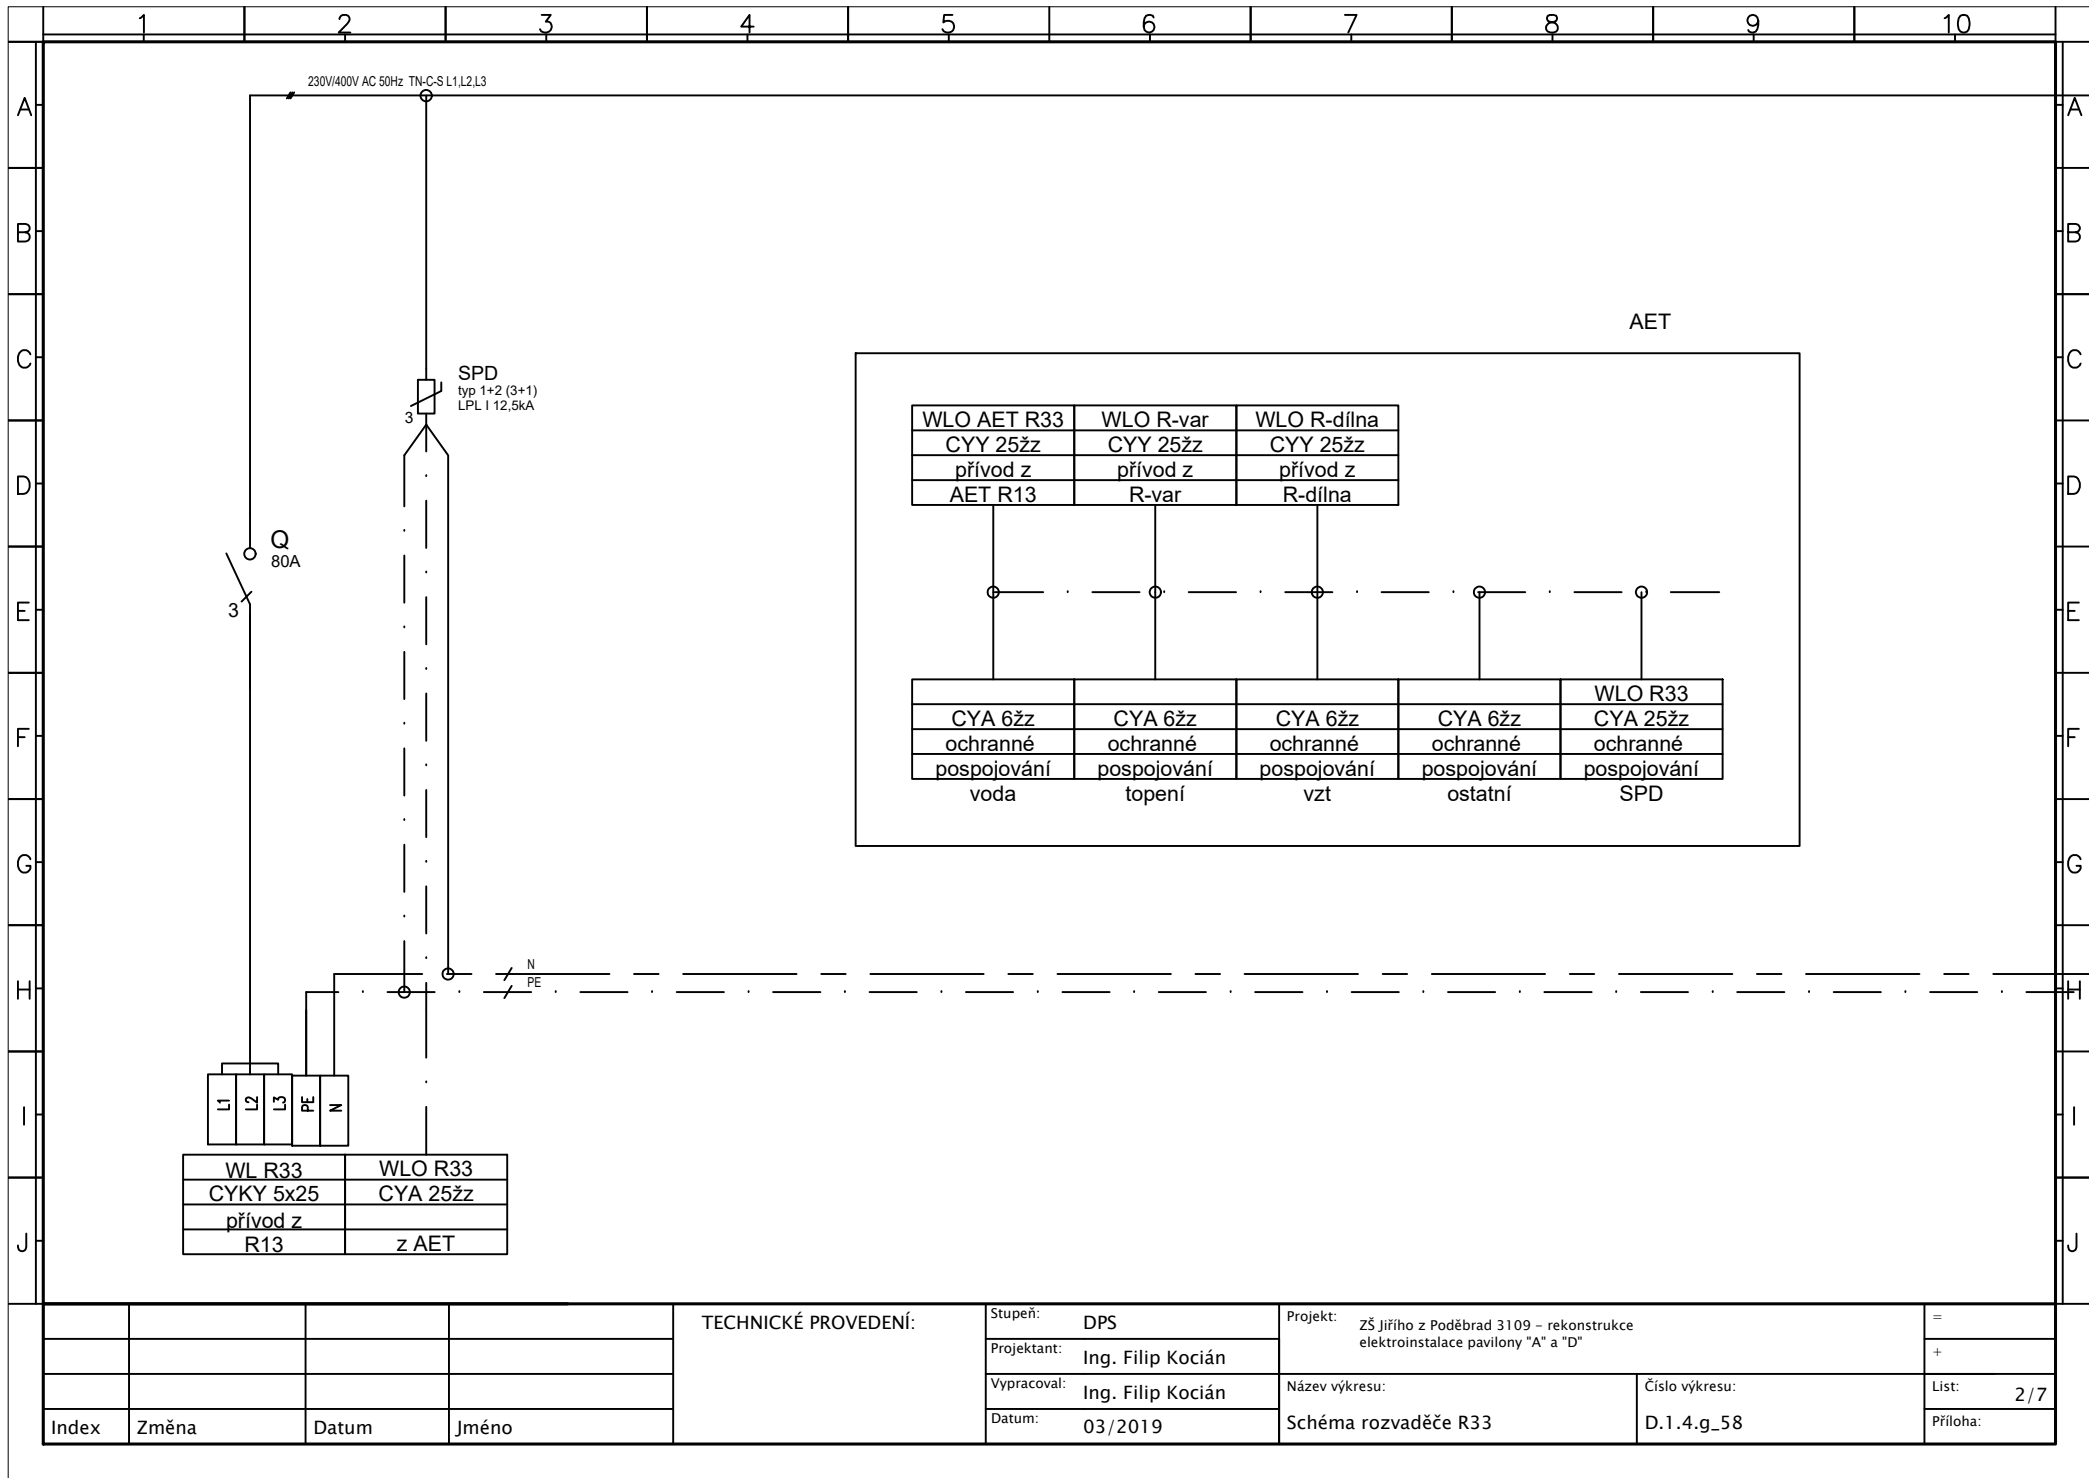 1 2 3 4 5 6 7 8 9 10
230V/400V AC 50Hz TN-C-S L1,L2,L3
A A
B B
AET
C C
SPD
typ 1+2 (3+1)
LPL I 12,5kA
3
WLO AET R33 WLO R-var WLO R-dílna
CYY 25žz CYY 25žz CYY 25žz
přívod z přívod z přívod z
AET R13 R-var R-dílna
D D
Q
80A
3
E E
WLO R33
CYA 6žz CYA 6žz CYA 6žz CYA 6žz CYA 25žz
ochranné ochranné ochranné ochranné ochranné
pospojování pospojování pospojování pospojování pospojování
voda topení vzt ostatní SPD
F F
G G
N
PE
H H
L1 L2 L3 PE N
I I
WL R33 WLO R33
CYKY 5x25 CYA 25žz
přívod z
R13 z AET
J J
TECHNICKÉ PROVEDENÍ:
Stupeň: DPS
Projektant: Ing. Filip Kocián
Vypracoval: Ing. Filip Kocián
Datum: 03/2019
Projekt: ZŠ Jiřího z Poděbrad 3109 - rekonstrukce
elektroinstalace pavilony "A" a "D"
Název výkresu:
Schéma rozvaděče R33
Číslo výkresu:
D.1.4.g_58
=
+
List: 2/7
Příloha:
Index Změna Datum Jméno